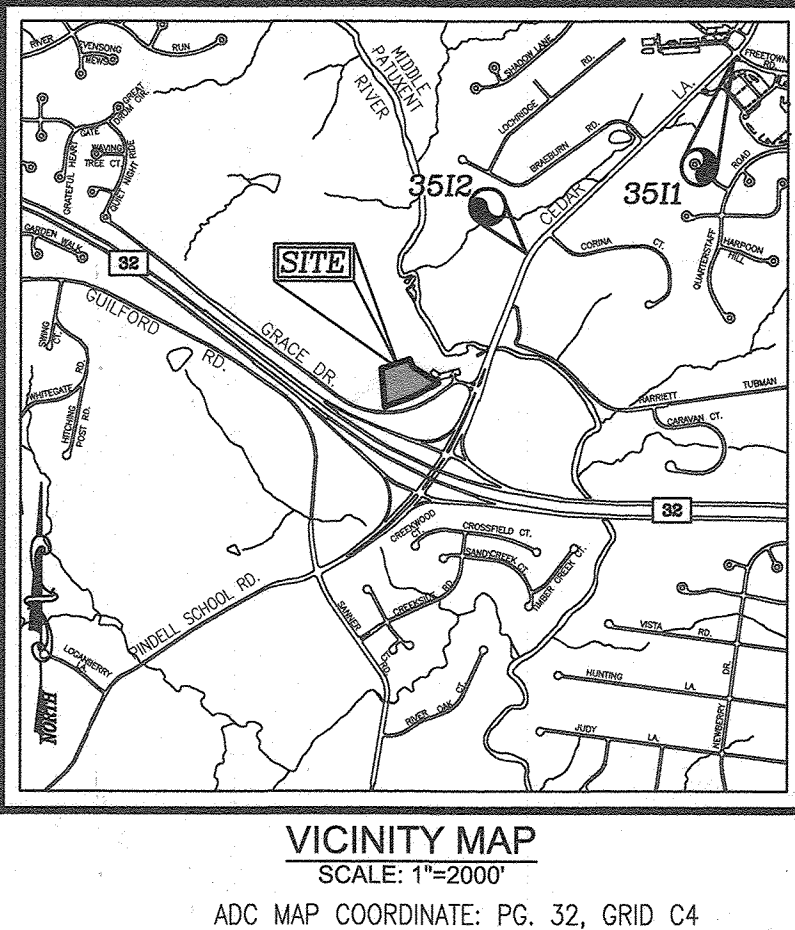 RIVER
EVENSONG
MEWS
RUN
GREAT
DRUM CIR.
GATE
GRATEFUL HEART
WAVING
TREE CT.
QUIET NIGHT RIDE
MIDDLE
PATUXENT
RIVER
SHADOW LANE
LOCHRIDGE RD.
BRAEBURN RD.
CEDAR LA.
FREETOWN
RD.
35I2
35I1
ROAD
QUARTERSTAFF
HARPOON
HILL
CORINA CT.
GARDEN WALK
32
SITE
GUILFORD RD.
GRACE DR.
SWING
CT.
WHITEGATE RD
HITCHING
POST RD.
HARRIETT TUBMAN
CARAVAN CT.
32
CREEKWOOD
CT.
CROSSFIELD CT.
SAND CREEK CT.
TIMBER CREEK CT.
CREEKSIDE RD
SANNER RD
CT.
PINDELL SCHOOL RD.
LOGANBERRY
LA.
NORTH
RIVER OAK CT
VISTA RD.
HUNTING LA.
JUDY LA.
NEWBERRY DR.
VICINITY MAP
SCALE: 1"=2000'
ADC MAP COORDINATE: PG. 32, GRID C4